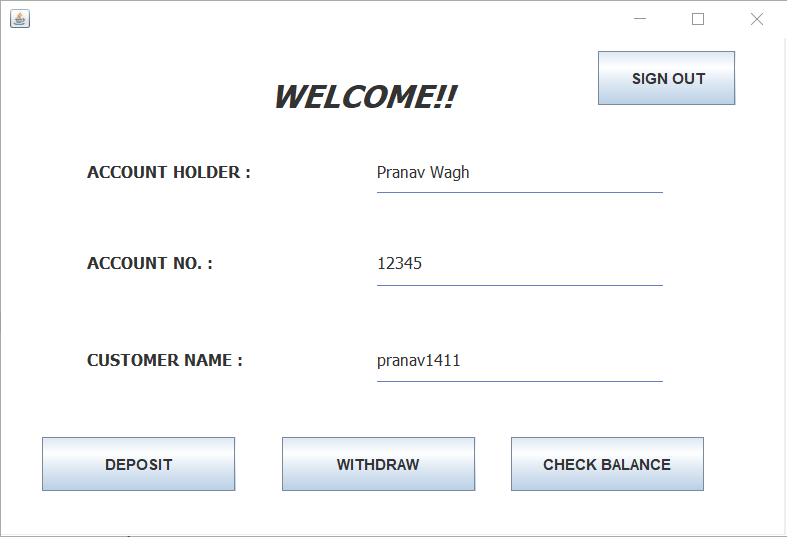 SIGN OUT
WELCOME!!
ACCOUNT HOLDER : Pranav Wagh
ACCOUNT NO. : 12345
CUSTOMER NAME : pranav1411
DEPOSIT WITHDRAW CHECK BALANCE